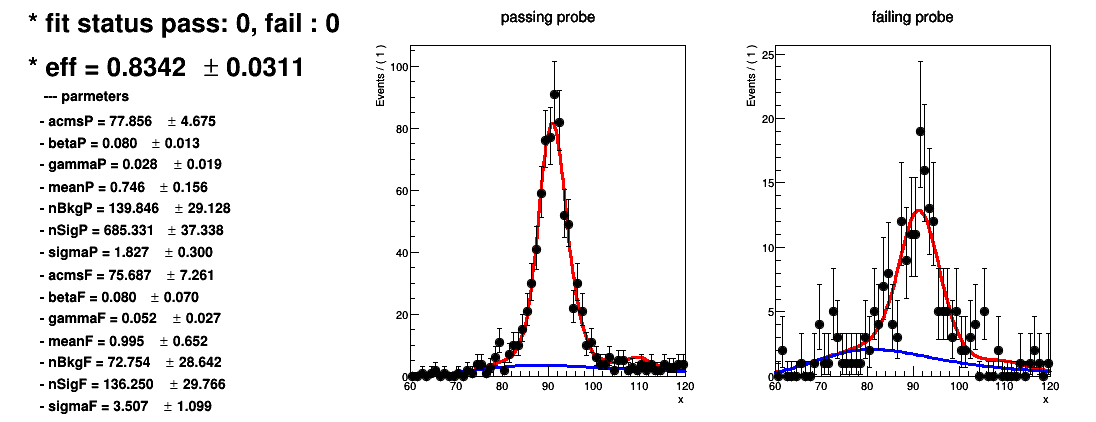 * fit status pass: 0, fail : 0
* eff = 0.8342 ± 0.0311
--- parmeters
- acmsP = 77.856 ± 4.675
- betaP = 0.080 ± 0.013
- gammaP = 0.028 ± 0.019
- meanP = 0.746 ± 0.156
- nBkgP = 139.846 ± 29.128
- nSigP = 685.331 ± 37.338
- sigmaP = 1.827 ± 0.300
- acmsF = 75.687 ± 7.261
- betaF = 0.080 ± 0.070
- gammaF = 0.052 ± 0.027
- meanF = 0.995 ± 0.652
- nBkgF = 72.754 ± 28.642
- nSigF = 136.250 ± 29.766
- sigmaF = 3.507 ± 1.099
passing probe
Events / ( 1 )
100
80
60
40
20
0
60 70 80 90 100 110 120
x
failing probe
Events / ( 1 )
25
20
15
10
5
0
60 70 80 90 100 110 120
x